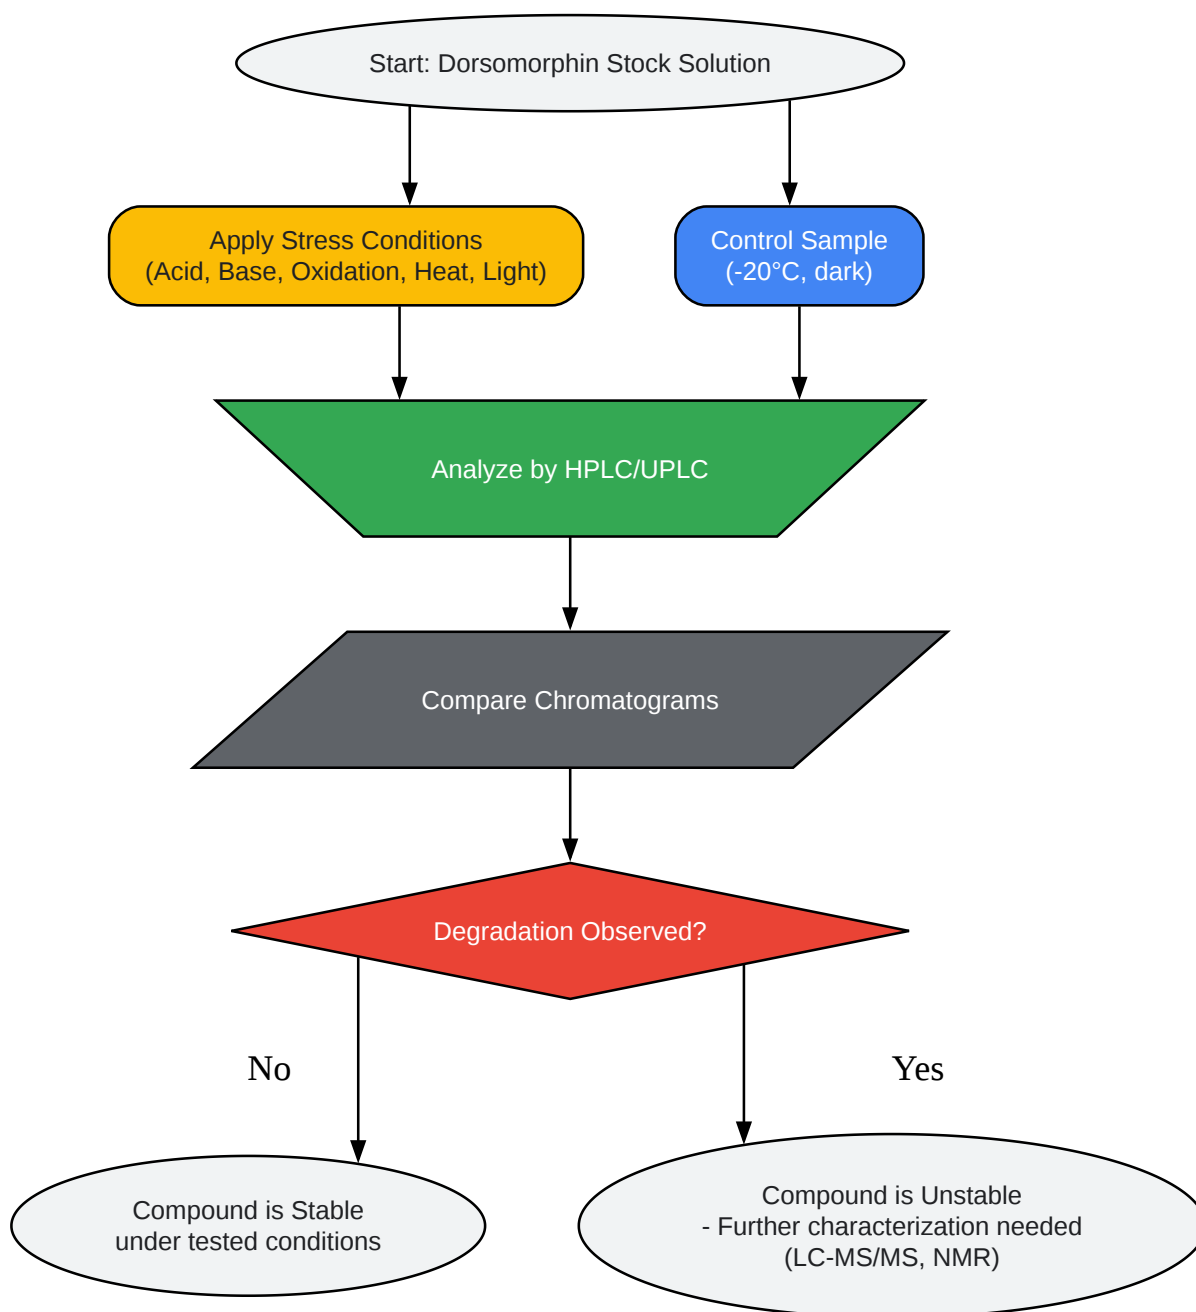 Start: Dorsomorphin Stock Solution
Apply Stress Conditions
(Acid, Base, Oxidation, Heat, Light)
Control Sample
(-20°C, dark)
Analyze by HPLC/UPLC
Compare Chromatograms
Degradation Observed?
No
Yes
Compound is Stable
under tested conditions
Compound is Unstable
- Further characterization needed
(LC-MS/MS, NMR)